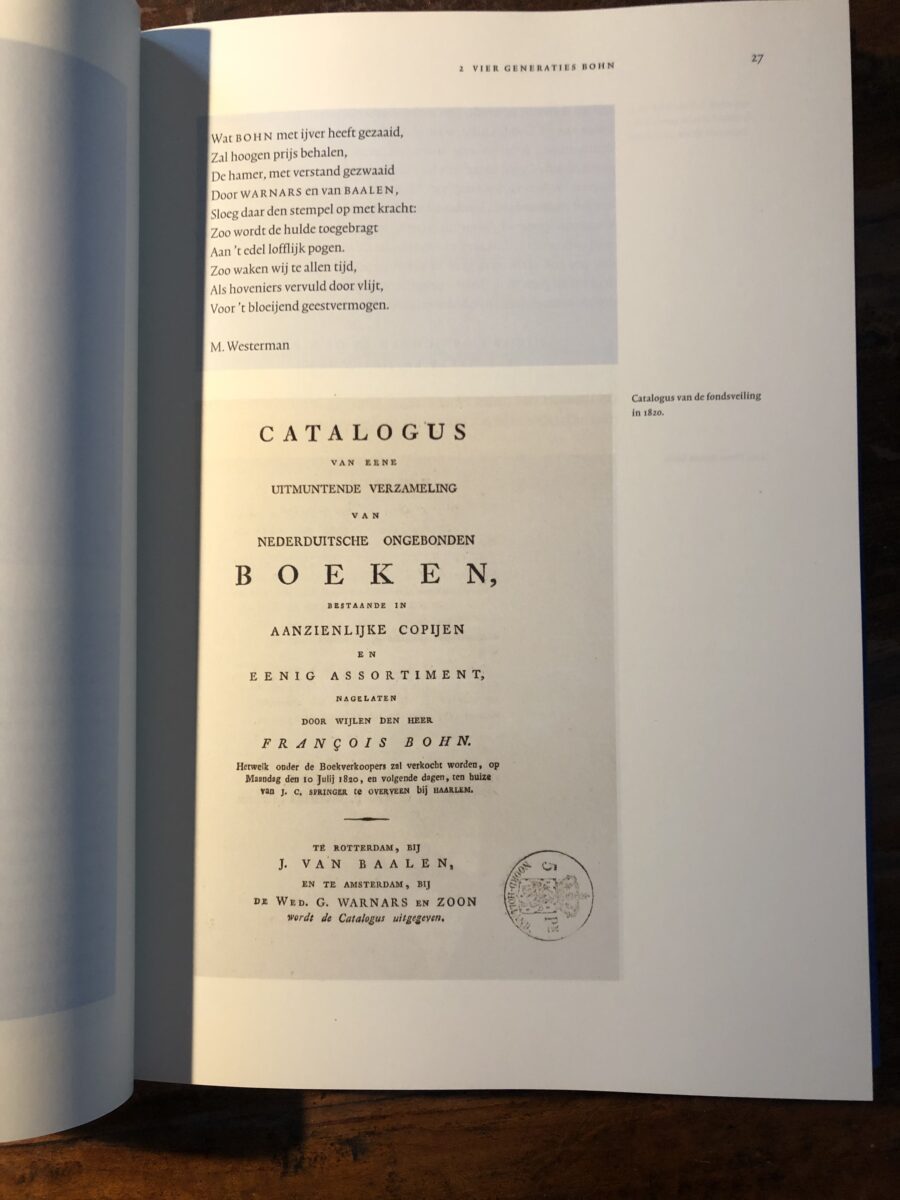 2 VIER GENERATIES BOHN
27
Wat BOHN met ijver heeft gezaaid,
Zal hoogen prijs behalen,
De hamer, met verstand gezwaaid
Door WARNARS en van BAALEN,
Sloeg daar den stempel op met kracht:
Zoo wordt de hulde toegebragt
Aan 't edel lofflijk pogen.
Zoo waken wij te allen tijd,
Als hoveniers vervuld door vlijt,
Voor 't bloeijend geestvermogen.
M. Westerman
Catalogus van de fondsveiling
in 1820.
CATALOGUS
VAN EENE
UITMUNTENDE VERZAMELING
VAN
NEDERDUITSCHE ONGEBONDEN
BOEKEN,
BESTAANDE IN
AANZIENLIJKE COPIJEN
EN
EENIG ASSORTIMENT,
NAGELATEN
DOOR WIJLEN DEN HEER
FRANÇOIS BOHN.
Hetwelk onder de Boekverkoopers zal verkocht worden, op
Maandag den 10 Julij 1820, en volgende dagen, ten huize
van J. C. SPRINGER te OVERVEEN bij HAARLEM.
TE ROTTERDAM, BIJ
J. VAN BAALEN,
EN TE AMSTERDAM, BIJ
DE WED. G. WARNARS EN ZOON
wordt de Catalogus uitgegeven.
5